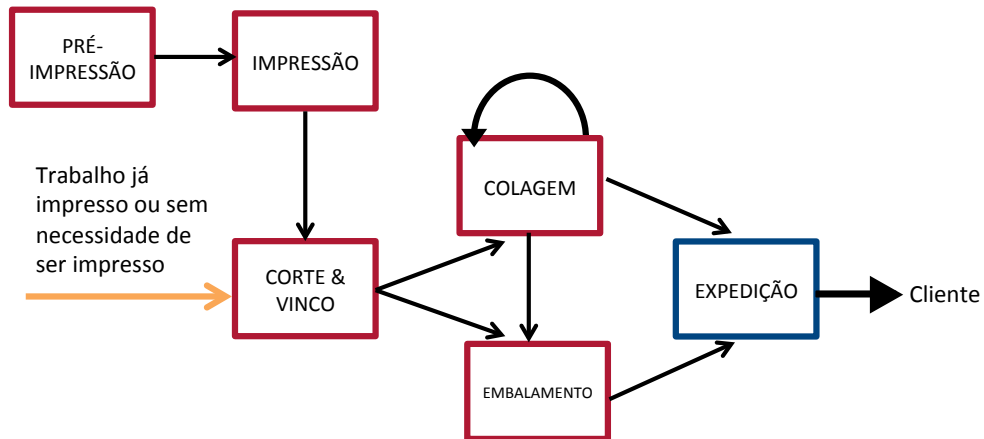 PRÉ-
IMPRESSÃO
IMPRESSÃO
Trabalho já
impresso ou sem
necessidade de
ser impresso
CORTE &
VINCO
COLAGEM
EMBALAMENTO
EXPEDIÇÃO
Cliente